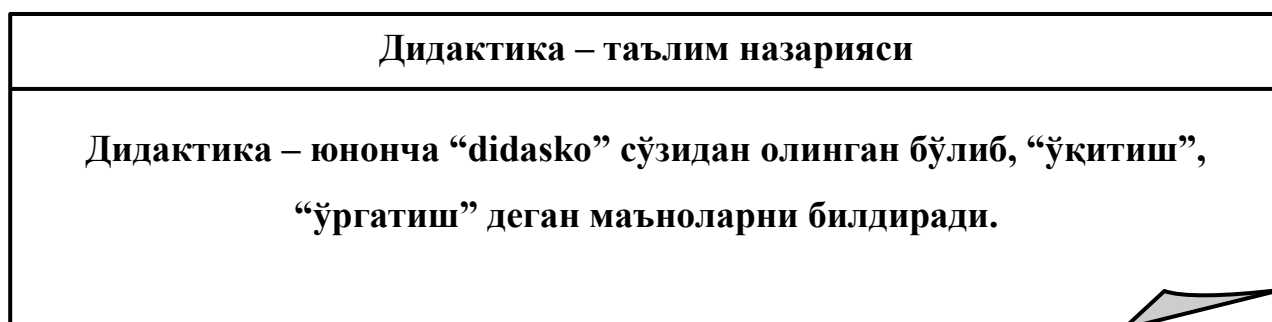 Дидактика – таълим назарияси
Дидактика – юнонча “didasko” сўзидан олинган бўлиб, “ўқитиш”,
“ўргатиш” деган маъноларни билдиради.